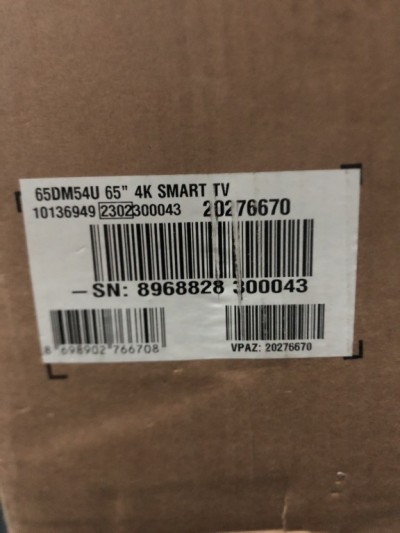 65DM54U 65" 4K SMART TV
10136949 2302300043 20276670
SN: 8968828 300043
8 698902 766708
VPAZ: 20276670